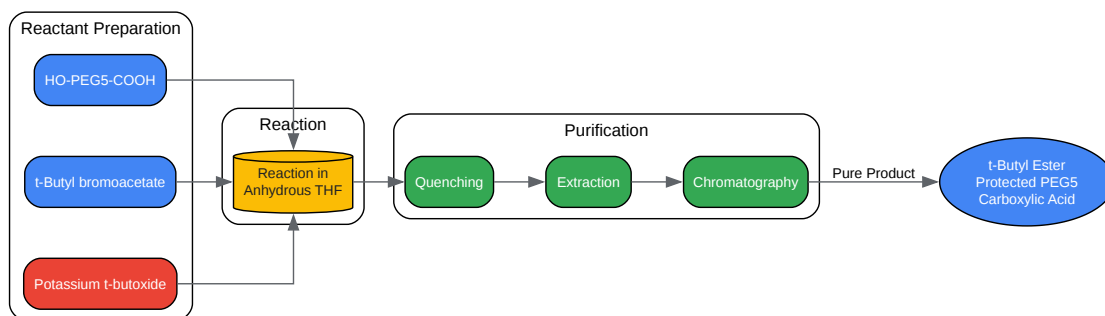 Reactant Preparation
HO-PEG5-COOH
t-Butyl bromoacetate
Potassium t-butoxide
Reaction
Reaction in
Anhydrous THF
Purification
Quenching
Extraction
Chromatography
Pure Product
t-Butyl Ester
Protected PEG5
Carboxylic Acid